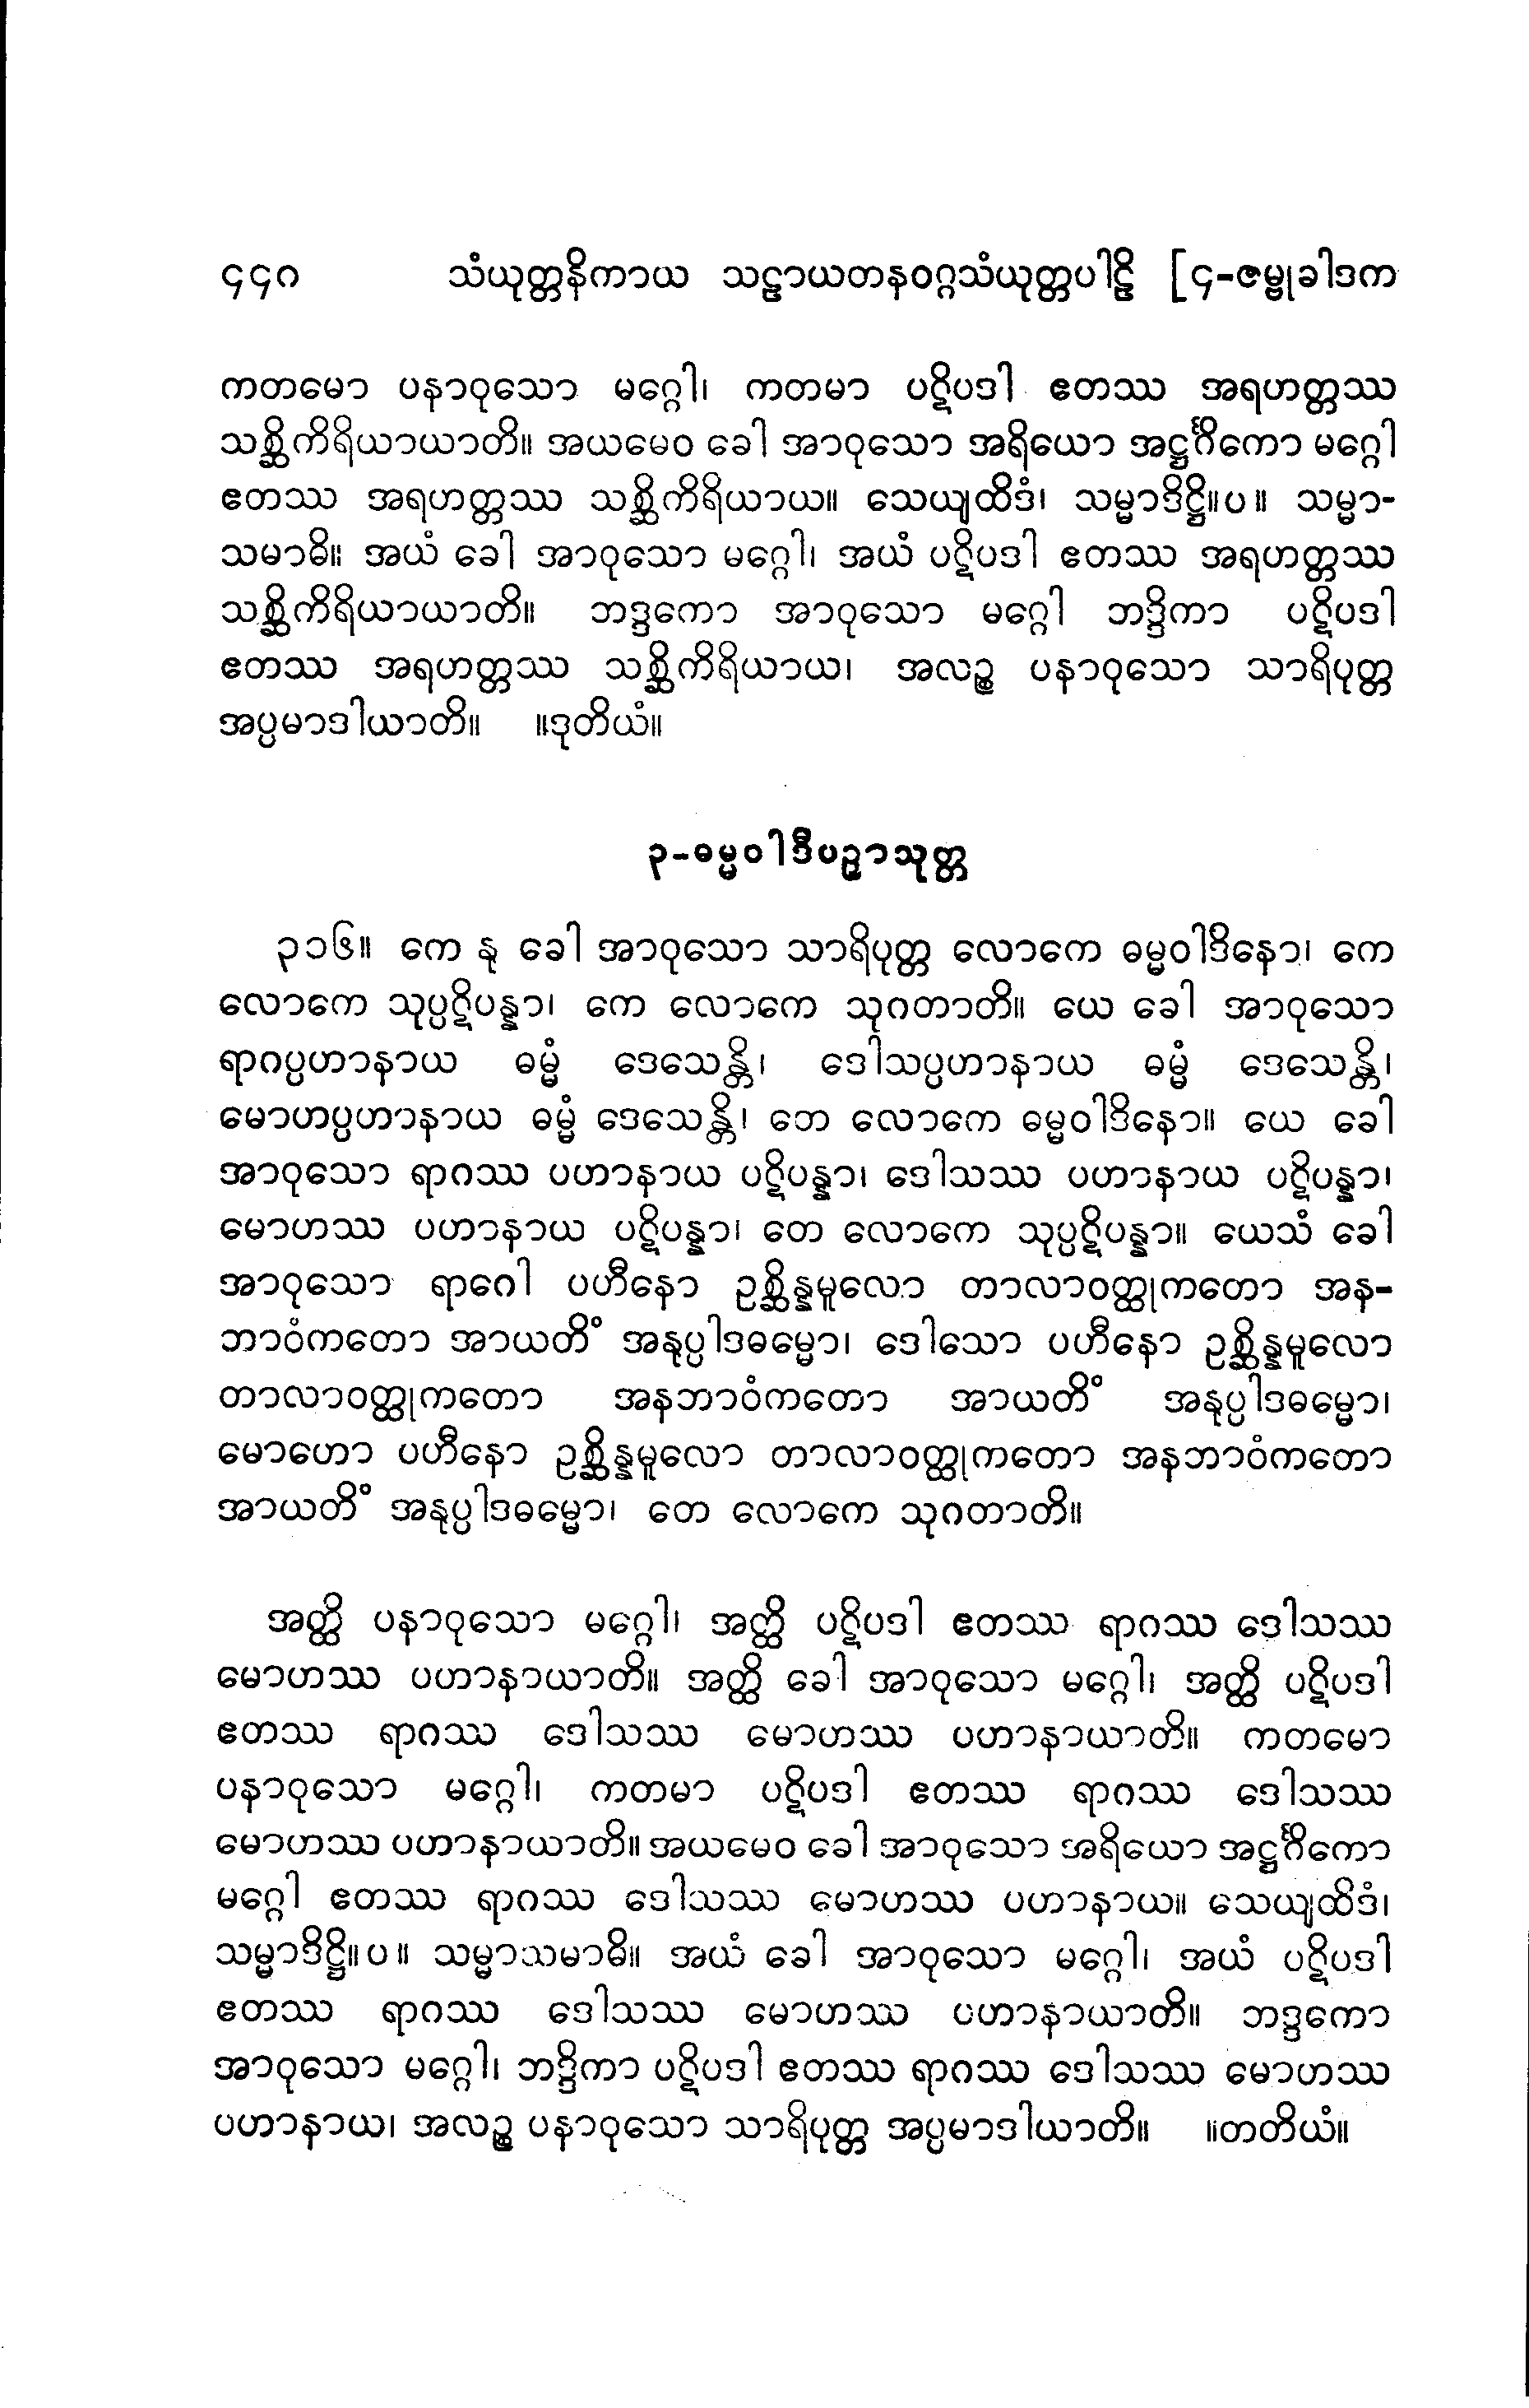 ၄၄၀ သံယုတ္တနိကာယ သဠာယတနဝဂ္ဂသံယုတ္တပါဠိ [၄-ဇမ္ဗုခါဒက
ကတမော ပနာဝုသော မဂ္ဂေါ၊ ကတမာ ပဋိပဒါ ဧတဿ အရဟတ္တဿ
သစ္ဆိကိရိယာယာတိ။ အယမေဝ ခေါ အာဝုသော အရိယော အဋ္ဌင်္ဂိကော မဂ္ဂေါ
ဧတဿ အရဟတ္တဿ သစ္ဆိကိရိယာယ။ သေယျထိဒံ၊ သမ္မာဒိဋ္ဌိ။ပ။ သမ္မာ-
သမာဓိ။ အယံ ခေါ အာဝုသော မဂ္ဂေါ၊ အယံ ပဋိပဒါ ဧတဿ အရဟတ္တဿ
သစ္ဆိကိရိယာယာတိ။ ဘဒ္ဒကော အာဝုသော မဂ္ဂေါ ဘဒ္ဒိကာ ပဋိပဒါ
ဧတဿ အရဟတ္တဿ သစ္ဆိကိရိယာယ၊ အလဉ္စ ပနာဝုသော သာရိပုတ္တ
အပ္ပမာဒါယာတိ။ ။ဒုတိယံ။
၃-ဓမ္မဝါဒီပဉှာသုတ္တ
၃၁၆။ ကေ နု ခေါ အာဝုသော သာရိပုတ္တ လောကေ ဓမ္မဝါဒိနော၊ ကေ
လောကေ သုပ္ပဋိပန္နာ၊ ကေ လောကေ သုဂတာတိ။ ယေ ခေါ အာဝုသော
ရာဂပ္ပဟာနာယ ဓမ္မံ ဒေသေန္တိ၊ ဒေါသပ္ပဟာနာယ ဓမ္မံ ဒေသေန္တိ၊
မောဟပ္ပဟာနာယ ဓမ္မံ ဒေသေန္တိ၊ တေ လောကေ ဓမ္မဝါဒိနော။ ယေ ခေါ
အာဝုသော ရာဂဿ ပဟာနာယ ပဋိပန္နာ၊ ဒေါသဿ ပဟာနာယ ပဋိပန္နာ၊
မောဟဿ ပဟာနာယ ပဋိပန္နာ၊ တေ လောကေ သုပ္ပဋိပန္နာ။ ယေသံ ခေါ
အာဝုသော ရာဂေါ ပဟီနော ဥစ္ဆိန္နမူလော တာလာဝတ္ထုကတော အန-
ဘာဝံကတော အာယတိံ အနုပ္ပါဒဓမ္မော၊ ဒေါသော ပဟီနော ဥစ္ဆိန္နမူလော
တာလာဝတ္ထုကတော အနဘာဝံကတော အာယတိံ အနုပ္ပါဒဓမ္မော၊
မောဟော ပဟီနော ဥစ္ဆိန္နမူလော တာလာဝတ္ထုကတော အနဘာဝံကတော
အာယတိံ အနုပ္ပါဒဓမ္မော၊ တေ လောကေ သုဂတာတိ။
အတ္ထိ ပနာဝုသော မဂ္ဂေါ၊ အတ္ထိ ပဋိပဒါ ဧတဿ ရာဂဿ ဒေါသဿ
မောဟဿ ပဟာနာယာတိ။ အတ္ထိ ခေါ အာဝုသော မဂ္ဂေါ၊ အတ္ထိ ပဋိပဒါ
ဧတဿ ရာဂဿ ဒေါသဿ မောဟဿ ပဟာနာယာတိ။ ကတမော
ပနာဝုသော မဂ္ဂေါ၊ ကတမာ ပဋိပဒါ ဧတဿ ရာဂဿ ဒေါသဿ
မောဟဿ ပဟာနာယာတိ။ အယမေဝ ခေါ အာဝုသော အရိယော အဋ္ဌင်္ဂိကော
မဂ္ဂေါ ဧတဿ ရာဂဿ ဒေါသဿ မောဟဿ ပဟာနာယ။ သေယျထိဒံ၊
သမ္မာဒိဋ္ဌိ။ပ။ သမ္မာသမာဓိ။ အယံ ခေါ အာဝုသော မဂ္ဂေါ၊ အယံ ပဋိပဒါ
ဧတဿ ရာဂဿ ဒေါသဿ မောဟဿ ပဟာနာယာတိ။ ဘဒ္ဒကော
အာဝုသော မဂ္ဂေါ၊ ဘဒ္ဒိကာ ပဋိပဒါ ဧတဿ ရာဂဿ ဒေါသဿ မောဟဿ
ပဟာနာယ၊ အလဉ္စ ပနာဝုသော သာရိပုတ္တ အပ္ပမာဒါယာတိ။ ။တတိယံ။